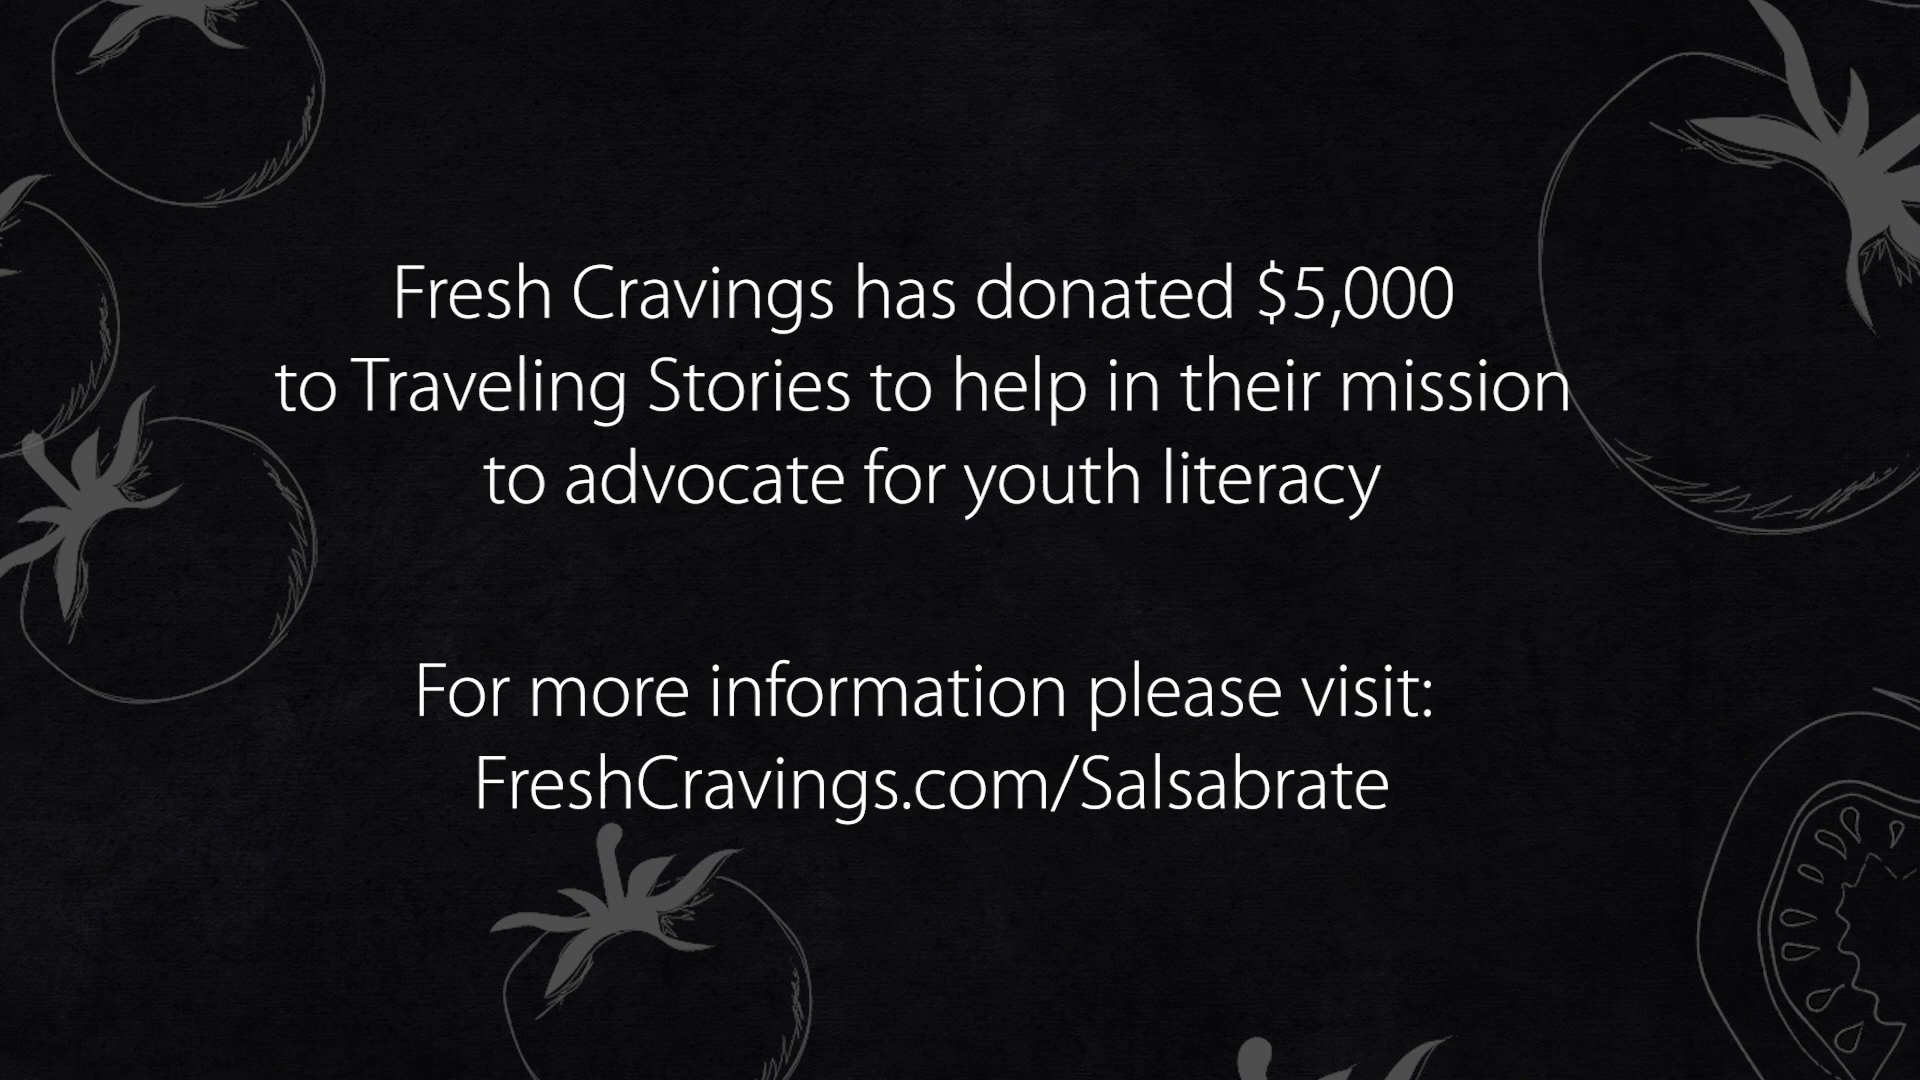 Fresh Cravings has donated $5,000
to Traveling Stories to help in their mission
to advocate for youth literacy
For more information please visit:
FreshCravings.com/Salsabrate